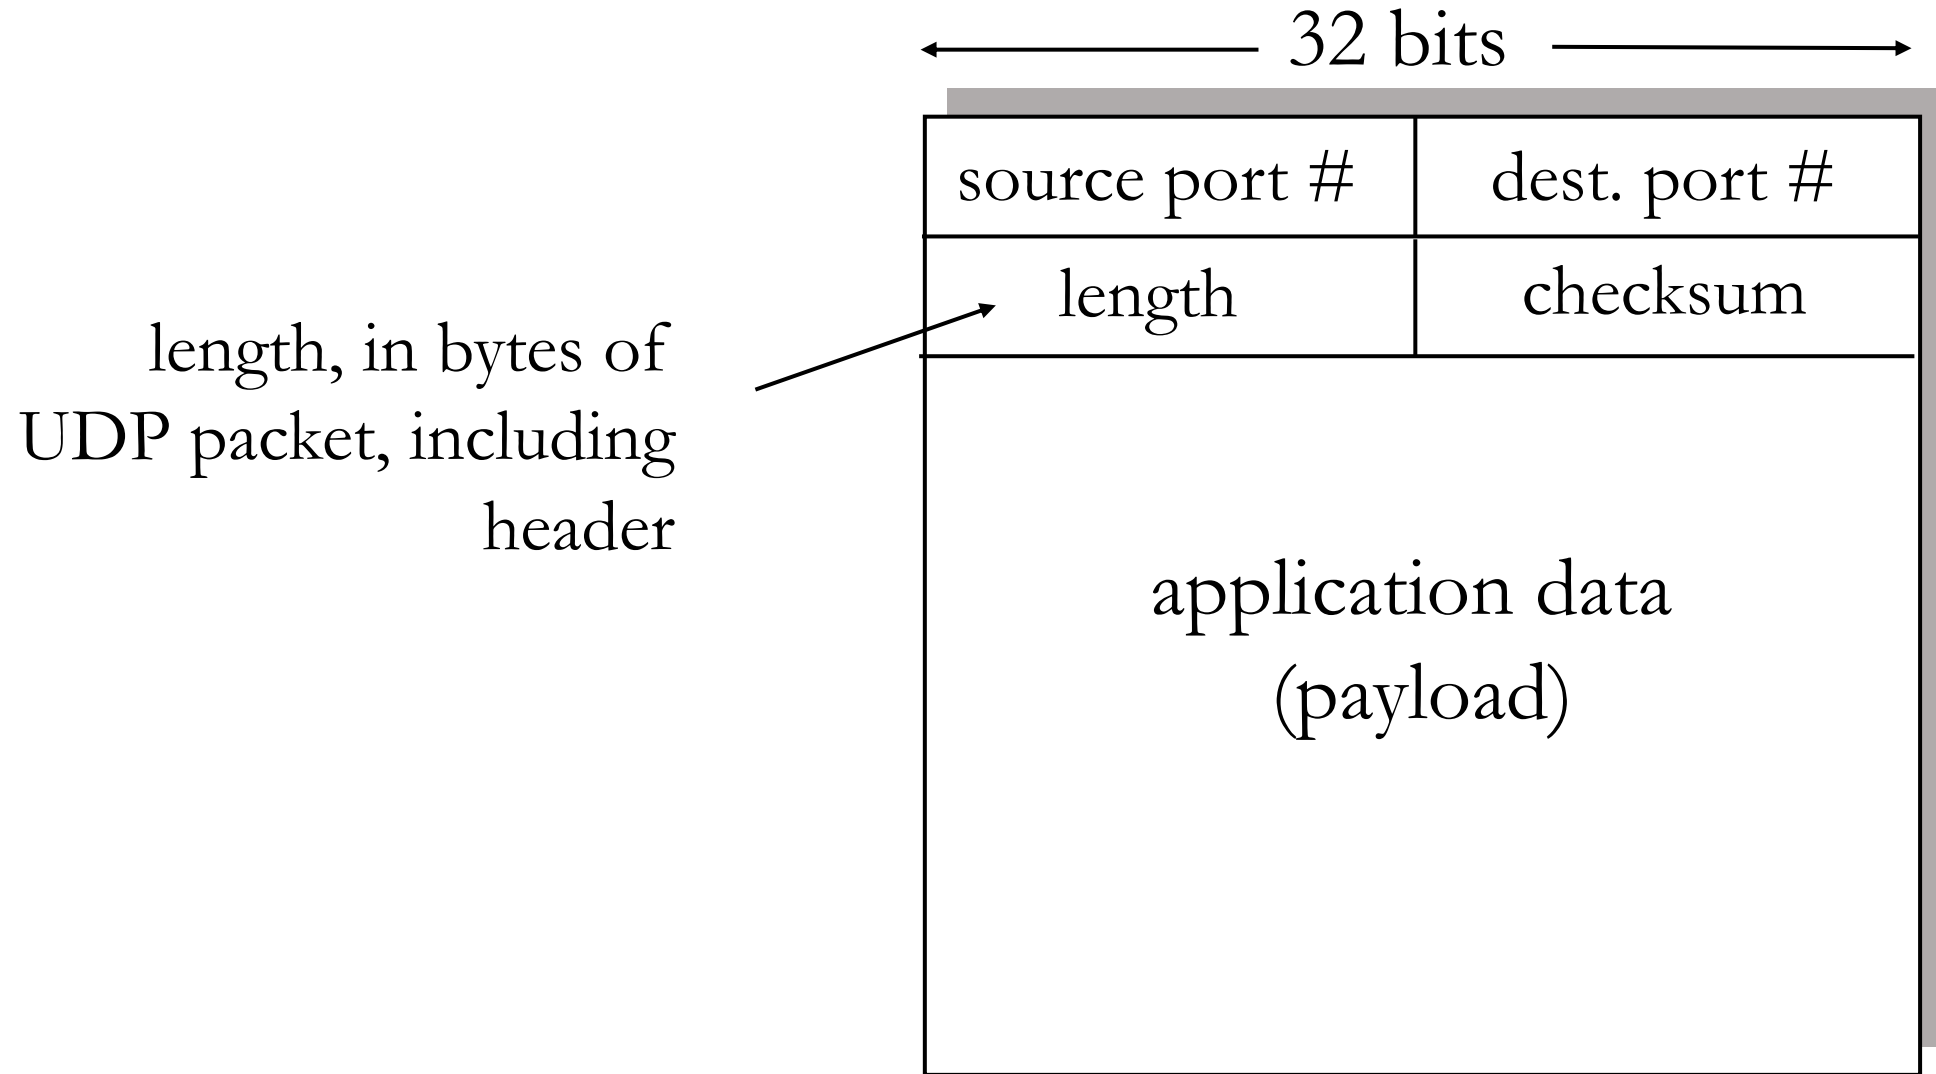 32 bits
source port #
dest. port #
length
checksum
length, in bytes of
UDP packet, including
header
application data
(payload)